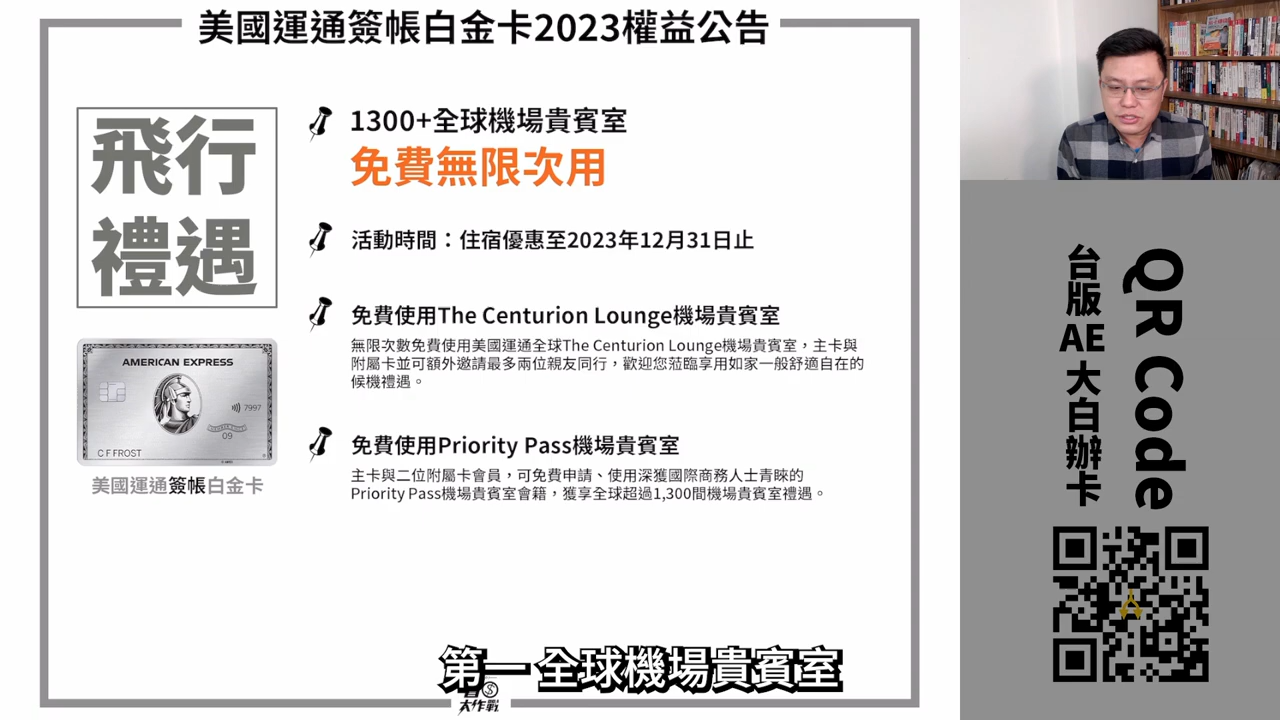 美國運通簽帳白金卡2023權益公告
飛行
禮遇
1300+全球機場貴賓室
免費無限次用
活動時間：住宿優惠至2023年12月31日止
免費使用The Centurion Lounge機場貴賓室
無限次數免費使用美國運通全球The Centurion Lounge機場貴賓室，主卡與
附屬卡並可額外邀請最多兩位親友同行，歡迎您蒞臨享用如家一般舒適自在的
候機禮遇。
免費使用Priority Pass機場貴賓室
主卡與二位附屬卡會員，可免費申請、使用深獲國際商務人士青睞的
Priority Pass機場貴賓室會籍，獲享全球超過1,300間機場貴賓室禮遇。
AMERICAN EXPRESS
7997
09
C F FROST
美國運通簽帳白金卡
第一 全球機場貴賓室
大作戰
QR Code
台版AE大白辦卡